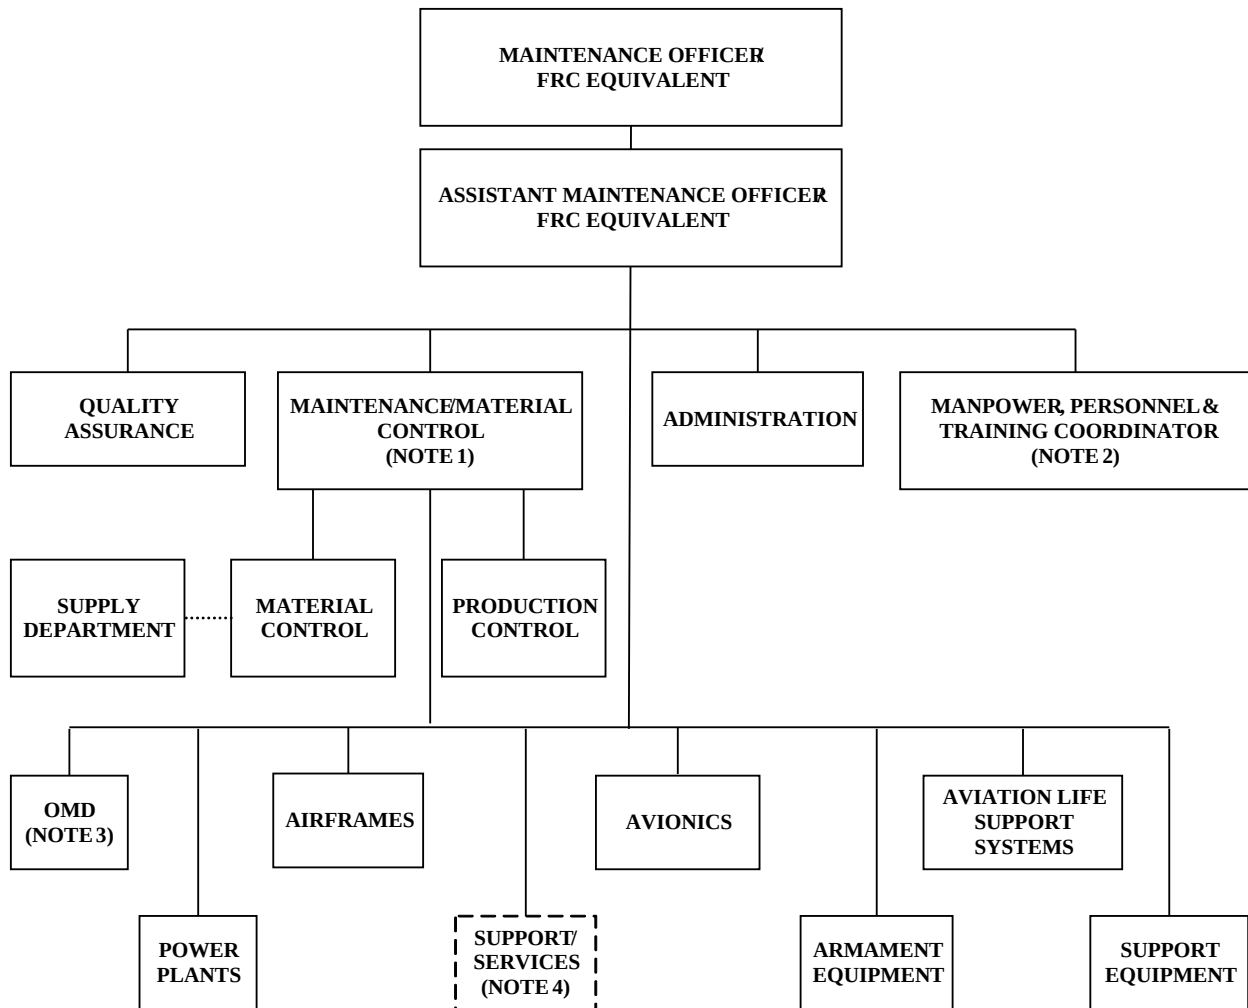 MAINTENANCE OFFICER/
FRC EQUIVALENT
ASSISTANT MAINTENANCE OFFICER/
FRC EQUIVALENT
QUALITY
ASSURANCE
MAINTENANCE/MATERIAL
CONTROL
(NOTE 1)
ADMINISTRATION
MANPOWER, PERSONNEL &
TRAINING COORDINATOR
(NOTE 2)
SUPPLY
DEPARTMENT
MATERIAL
CONTROL
PRODUCTION
CONTROL
OMD
(NOTE 3)
AIRFRAMES
AVIONICS
AVIATION LIFE
SUPPORT
SYSTEMS
POWER
PLANTS
SUPPORT/
SERVICES
(NOTE 4)
ARMAMENT
EQUIPMENT
SUPPORT
EQUIPMENT